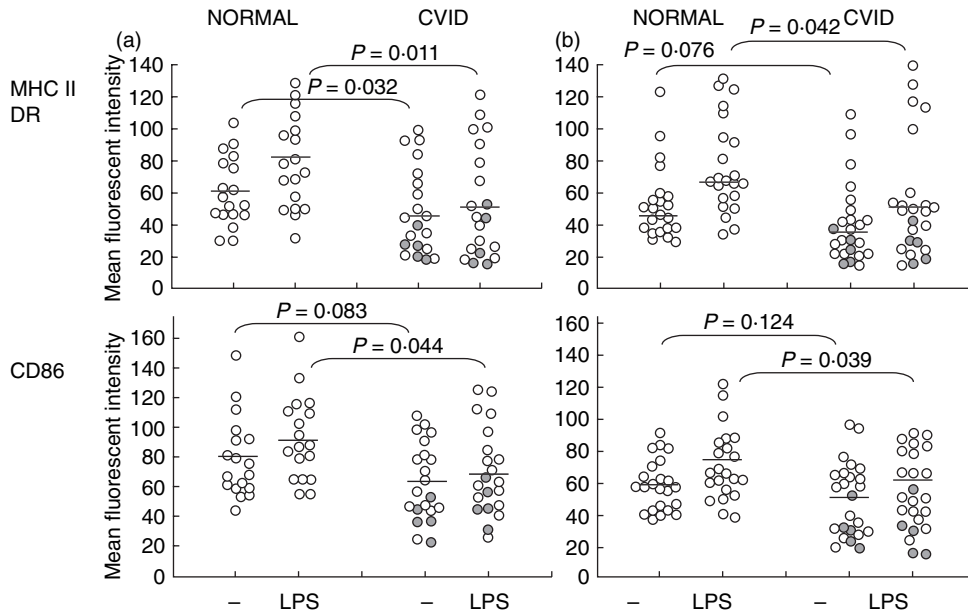 NORMAL CVID NORMAL CVID
(a) (b)
P = 0·011 P = 0·042
P = 0·032 P = 0·076
MHC II
DR
Mean fluorescent intensity
140
120
100
80
60
40
20
0
Mean fluorescent intensity
140
120
100
80
60
40
20
0
P = 0·083 P = 0·124
P = 0·044 P = 0·039
CD86
Mean fluorescent intensity
160
140
120
100
80
60
40
20
0
160
140
120
100
80
60
40
20
0
– LPS – LPS – LPS – LPS